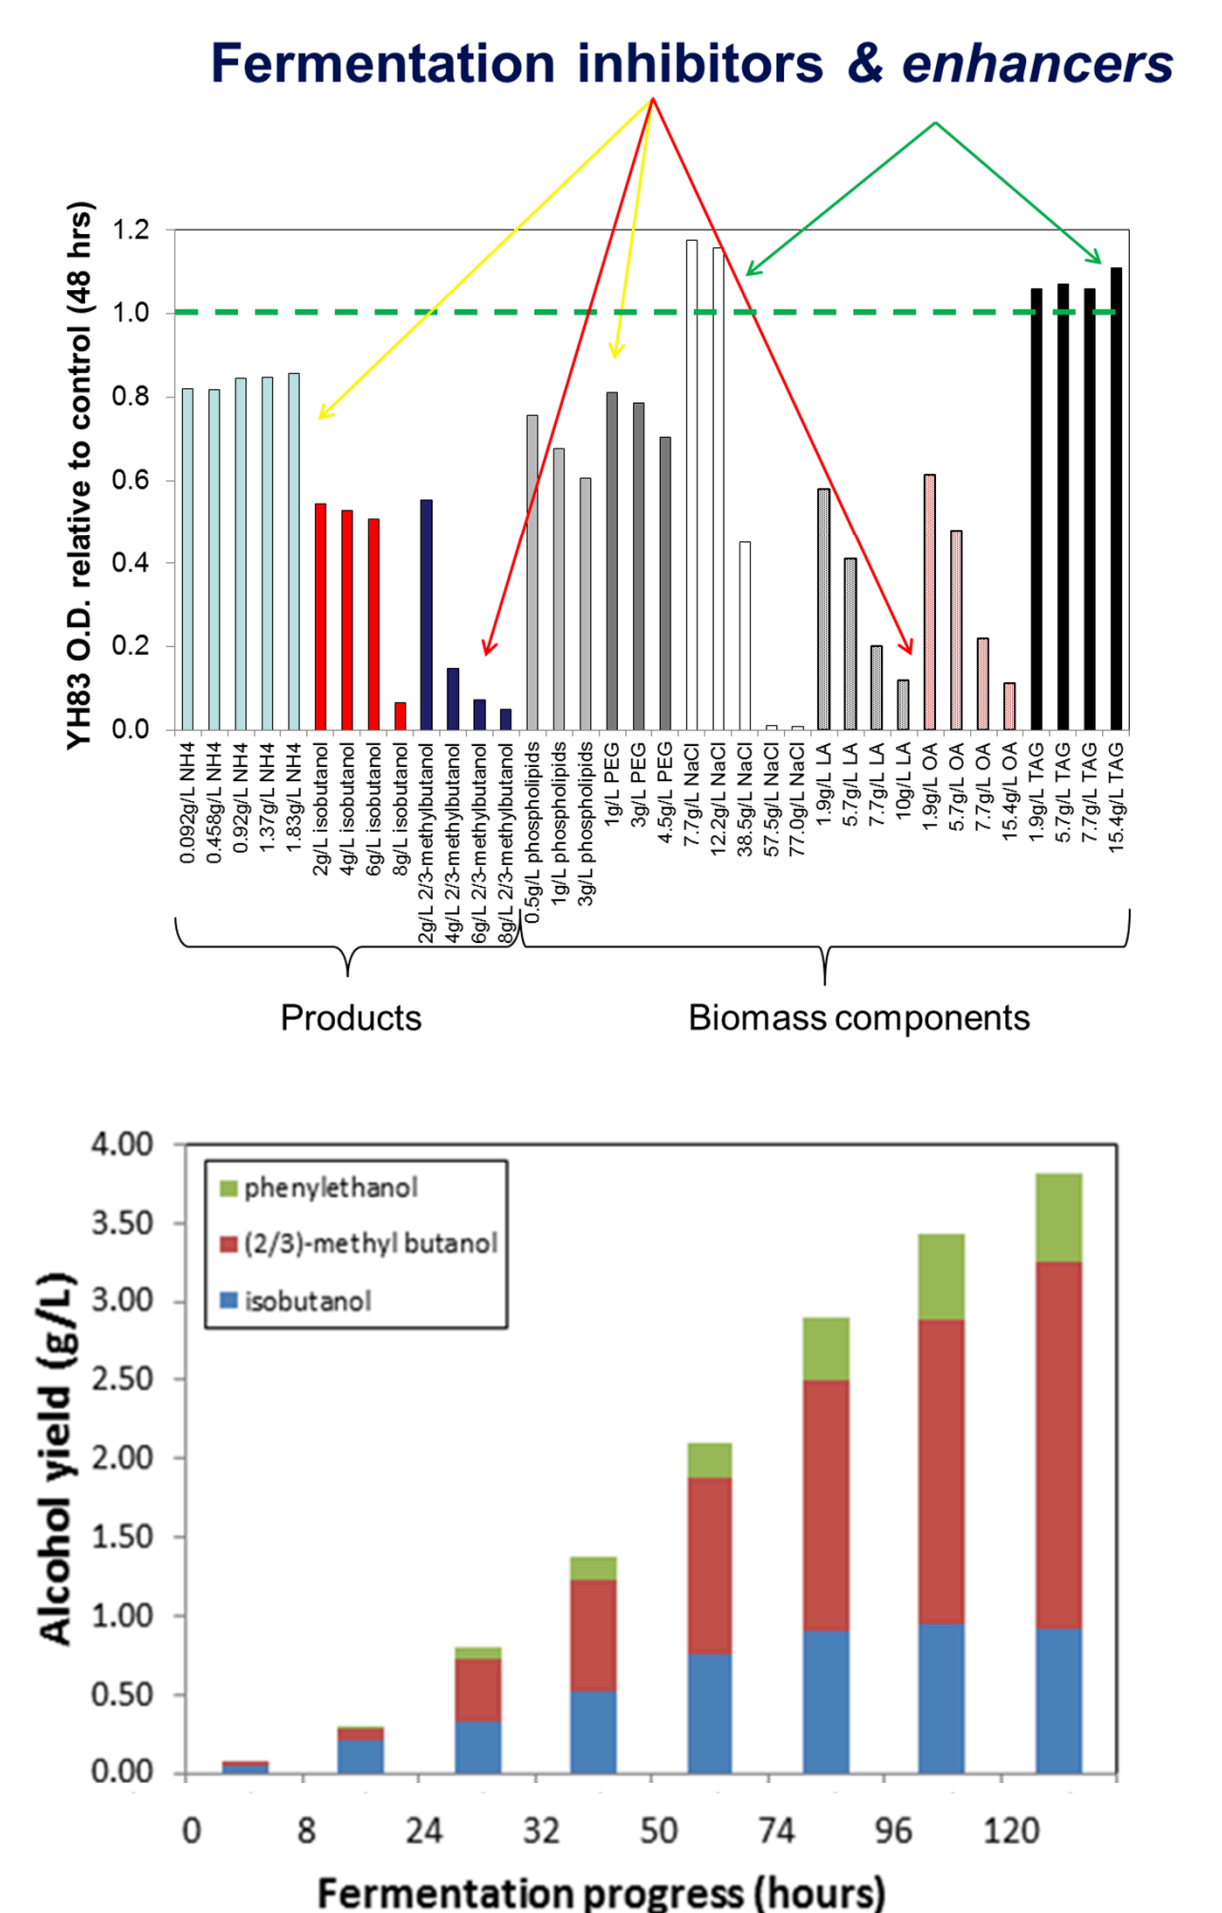 Fermentation inhibitors & enhancers
YH83 O.D. relative to control (48 hrs)
1.2
1.0
0.8
0.6
0.4
0.2
0.0
0.092g/L NH4
0.458g/L NH4
0.92g/L NH4
1.37g/L NH4
1.83g/L NH4
2g/L isobutanol
4g/L isobutanol
6g/L isobutanol
8g/L isobutanol
2g/L 2/3-methylbutanol
4g/L 2/3-methylbutanol
6g/L 2/3-methylbutanol
8g/L 2/3-methylbutanol
0.5g/L phospholipids
1g/L phospholipids
3g/L phospholipids
1g/L PEG
3g/L PEG
4.5g/L PEG
7.7g/L NaCl
12.2g/L NaCl
38.5g/L NaCl
57.5g/L NaCl
77.0g/L NaCl
1.9g/L LA
5.7g/L LA
7.7g/L LA
10g/L LA
1.9g/L OA
5.7g/L OA
7.7g/L OA
15.4g/L OA
1.9g/L TAG
5.7g/L TAG
7.7g/L TAG
15.4g/L TAG
Products
Biomass components
Alcohol yield (g/L)
4.00
3.50
3.00
2.50
2.00
1.50
1.00
0.50
0.00
phenylethanol
(2/3)-methyl butanol
isobutanol
0 8 24 32 50 74 96 120
Fermentation progress (hours)